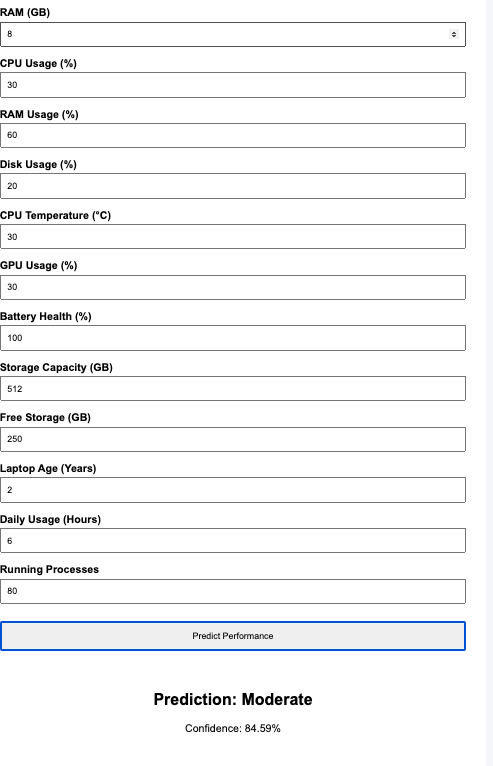 RAM (GB)
8
CPU Usage (%)
30
RAM Usage (%)
60
Disk Usage (%)
20
CPU Temperature (°C)
30
GPU Usage (%)
30
Battery Health (%)
100
Storage Capacity (GB)
512
Free Storage (GB)
250
Laptop Age (Years)
2
Daily Usage (Hours)
6
Running Processes
80
Predict Performance
Prediction: Moderate
Confidence: 84.59%